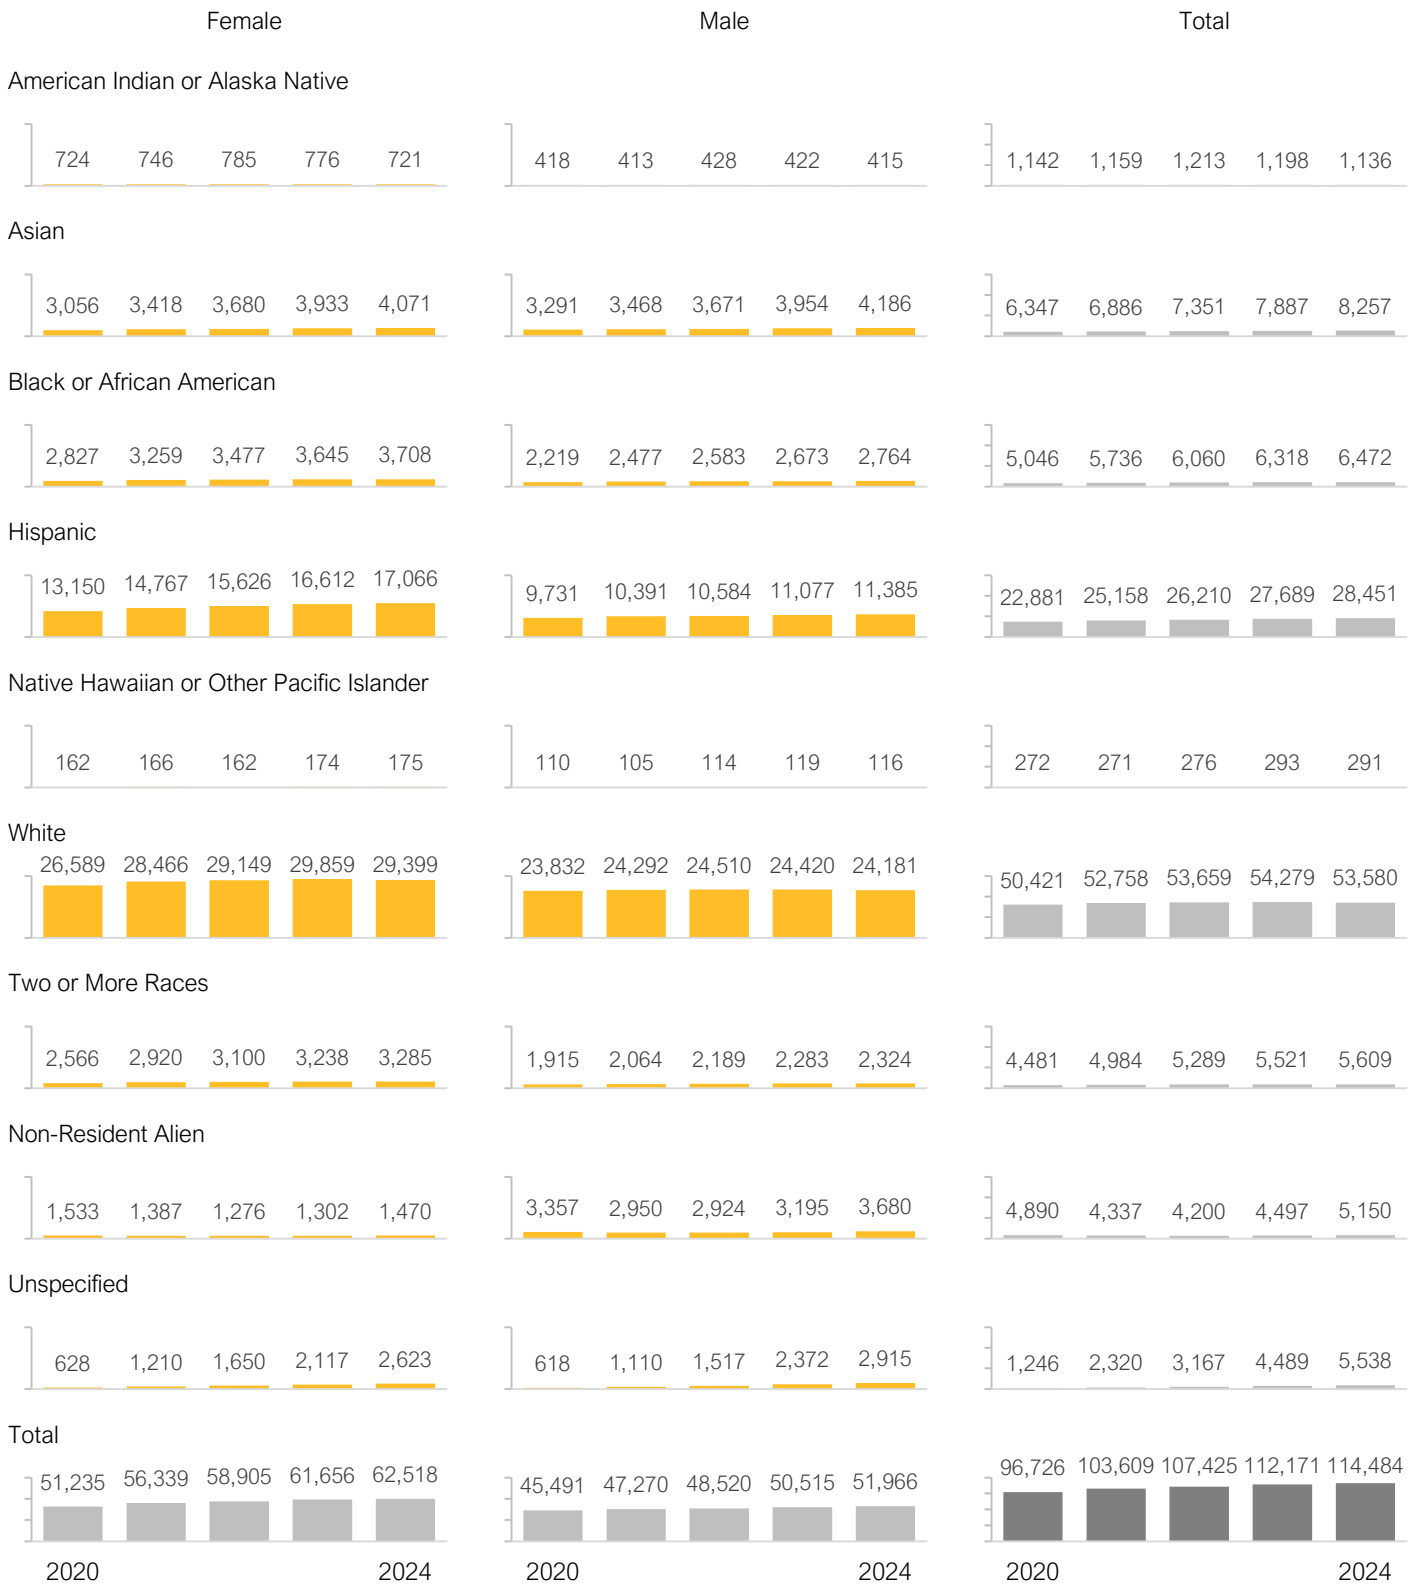 Female Male Total
American Indian or Alaska Native
724 746 785 776 721 418 413 428 422 415 1,142 1,159 1,213 1,198 1,136
Asian
3,056 3,418 3,680 3,933 4,071 3,291 3,468 3,671 3,954 4,186 6,347 6,886 7,351 7,887 8,257
Black or African American
2,827 3,259 3,477 3,645 3,708 2,219 2,477 2,583 2,673 2,764 5,046 5,736 6,060 6,318 6,472
Hispanic
13,150 14,767 15,626 16,612 17,066 9,731 10,391 10,584 11,077 11,385 22,881 25,158 26,210 27,689 28,451
Native Hawaiian or Other Pacific Islander
162 166 162 174 175 110 105 114 119 116 272 271 276 293 291
White
26,589 28,466 29,149 29,859 29,399 23,832 24,292 24,510 24,420 24,181 50,421 52,758 53,659 54,279 53,580
Two or More Races
2,566 2,920 3,100 3,238 3,285 1,915 2,064 2,189 2,283 2,324 4,481 4,984 5,289 5,521 5,609
Non-Resident Alien
1,533 1,387 1,276 1,302 1,470 3,357 2,950 2,924 3,195 3,680 4,890 4,337 4,200 4,497 5,150
Unspecified
628 1,210 1,650 2,117 2,623 618 1,110 1,517 2,372 2,915 1,246 2,320 3,167 4,489 5,538
Total
51,235 56,339 58,905 61,656 62,518 45,491 47,270 48,520 50,515 51,966 96,726 103,609 107,425 112,171 114,484
2020 2024 2020 2024 2020 2024